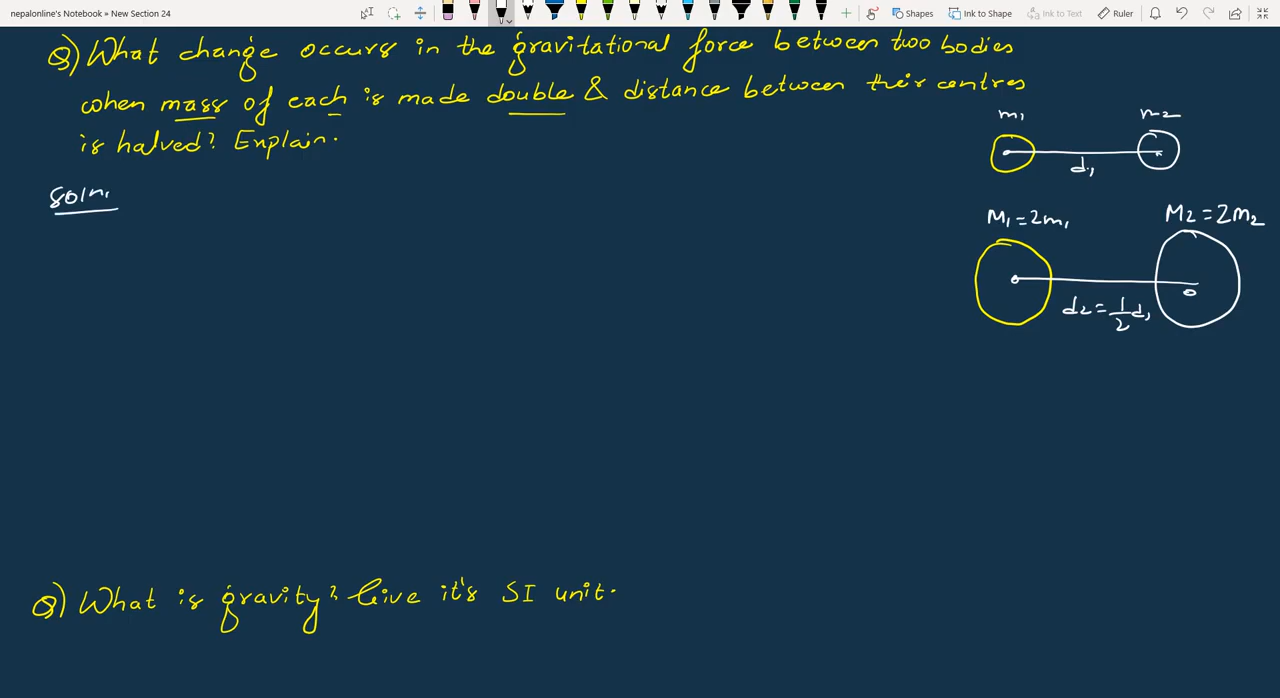 nepalonline's Notebook » New Section 24
Shapes Ink to Shape Ink to Text Ruler
Q) What change occurs in the gravitational force between two bodies
when mass of each is made double & distance between their centres
is halved? Explain.
m₁ m₂
d₁
Soln.
M₁ = 2m₁ M₂ = 2m₂
d₂ = 1/2 d₁
Q) What is gravity? Give it's SI unit.